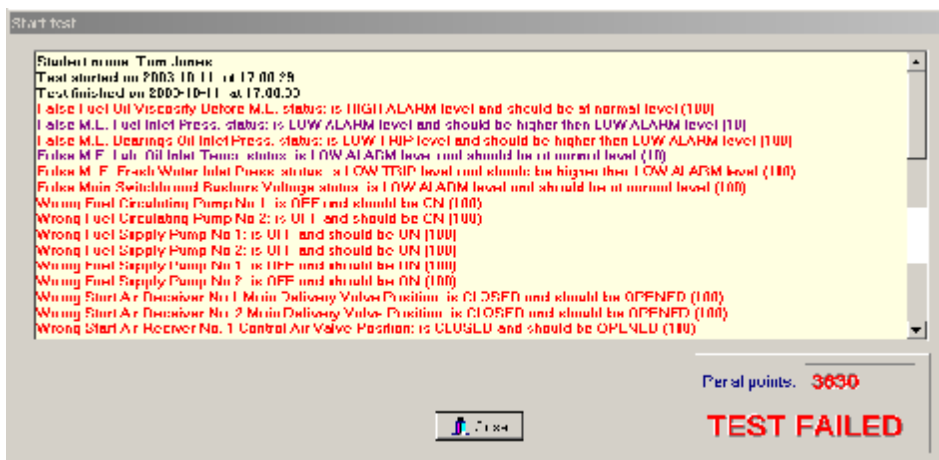 Start test
Student name: Tom Jones
Test started on 2003-10-11 at 17:00:29
Test finished on 2003-10-11 at 17:00:30
False Fuel Oil Viscosity Before M.E. status: is HIGH ALARM level and should be at normal level (100)
False M.E. Fuel Inlet Press. status: is LOW ALARM level and should be higher then LOW ALARM level (10)
False M.E. Bearings Oil Inlet Press. status: is LOW TRIP level and should be higher then LOW ALARM level (100)
False M.E. Lub. Oil Inlet Temp. status: is LOW ALARM level and should be at normal level (10)
False M.E. Fresh Water Inlet Press. status: is LOW TRIP level and should be higher then LOW ALARM level (100)
False Main Switchboard Busbars Voltage status: is LOW ALARM level and should be at normal level (100)
Wrong Fuel Circulating Pump No 1: is OFF and should be ON (100)
Wrong Fuel Circulating Pump No 2: is OFF and should be ON (100)
Wrong Fuel Supply Pump No 1: is OFF and should be ON (100)
Wrong Fuel Supply Pump No 2: is OFF and should be ON (100)
Wrong Fuel Supply Pump No 1: is OFF and should be ON (100)
Wrong Fuel Supply Pump No 2: is OFF and should be ON (100)
Wrong Start Air Receiver No.1 Main Delivery Valve Position: is CLOSED and should be OPENED (100)
Wrong Start Air Receiver No. 2 Main Delivery Valve Position: is CLOSED and should be OPENED (100)
Wrong Start Air Reciver No. 1 Control Air Valve Position: is CLOSED and should be OPENED (100)
Penal points: 3630
Close
TEST FAILED